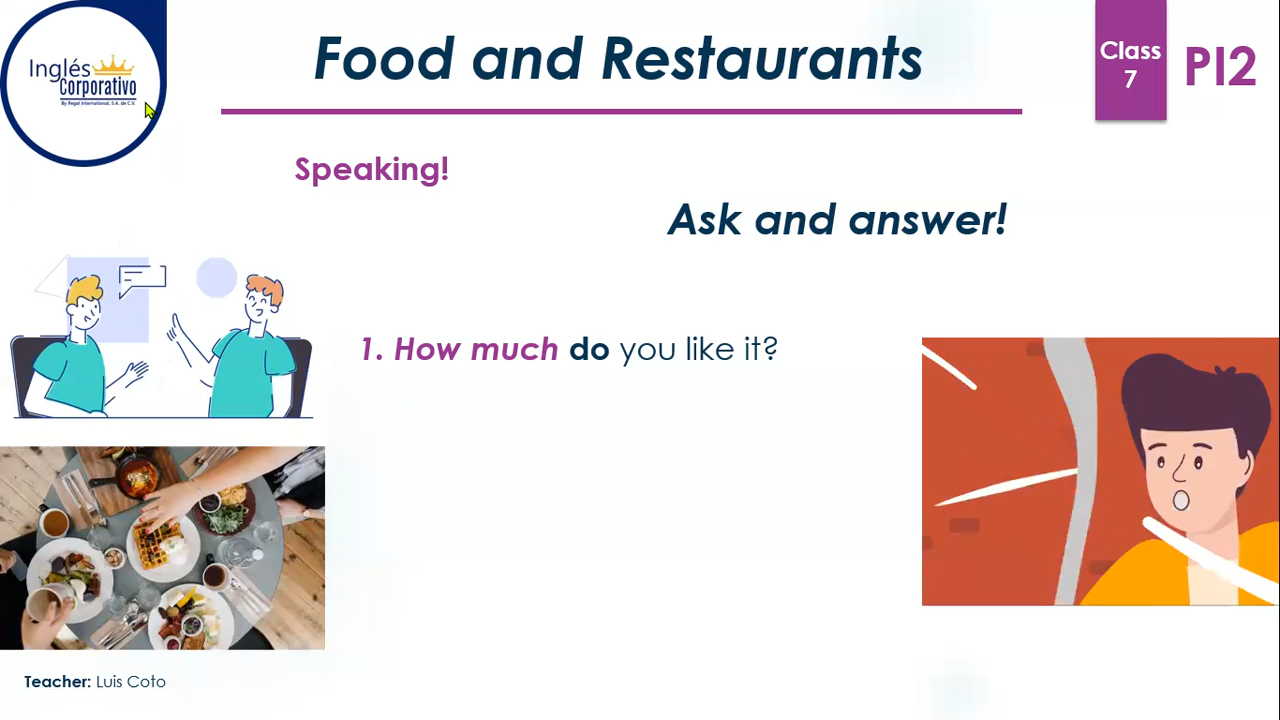 Inglés
Corporativo
By Regal International, S.A. de C.V.
Food and Restaurants
Class
7
PI2
Speaking!
Ask and answer!
1. How much do you like it?
Teacher: Luis Coto